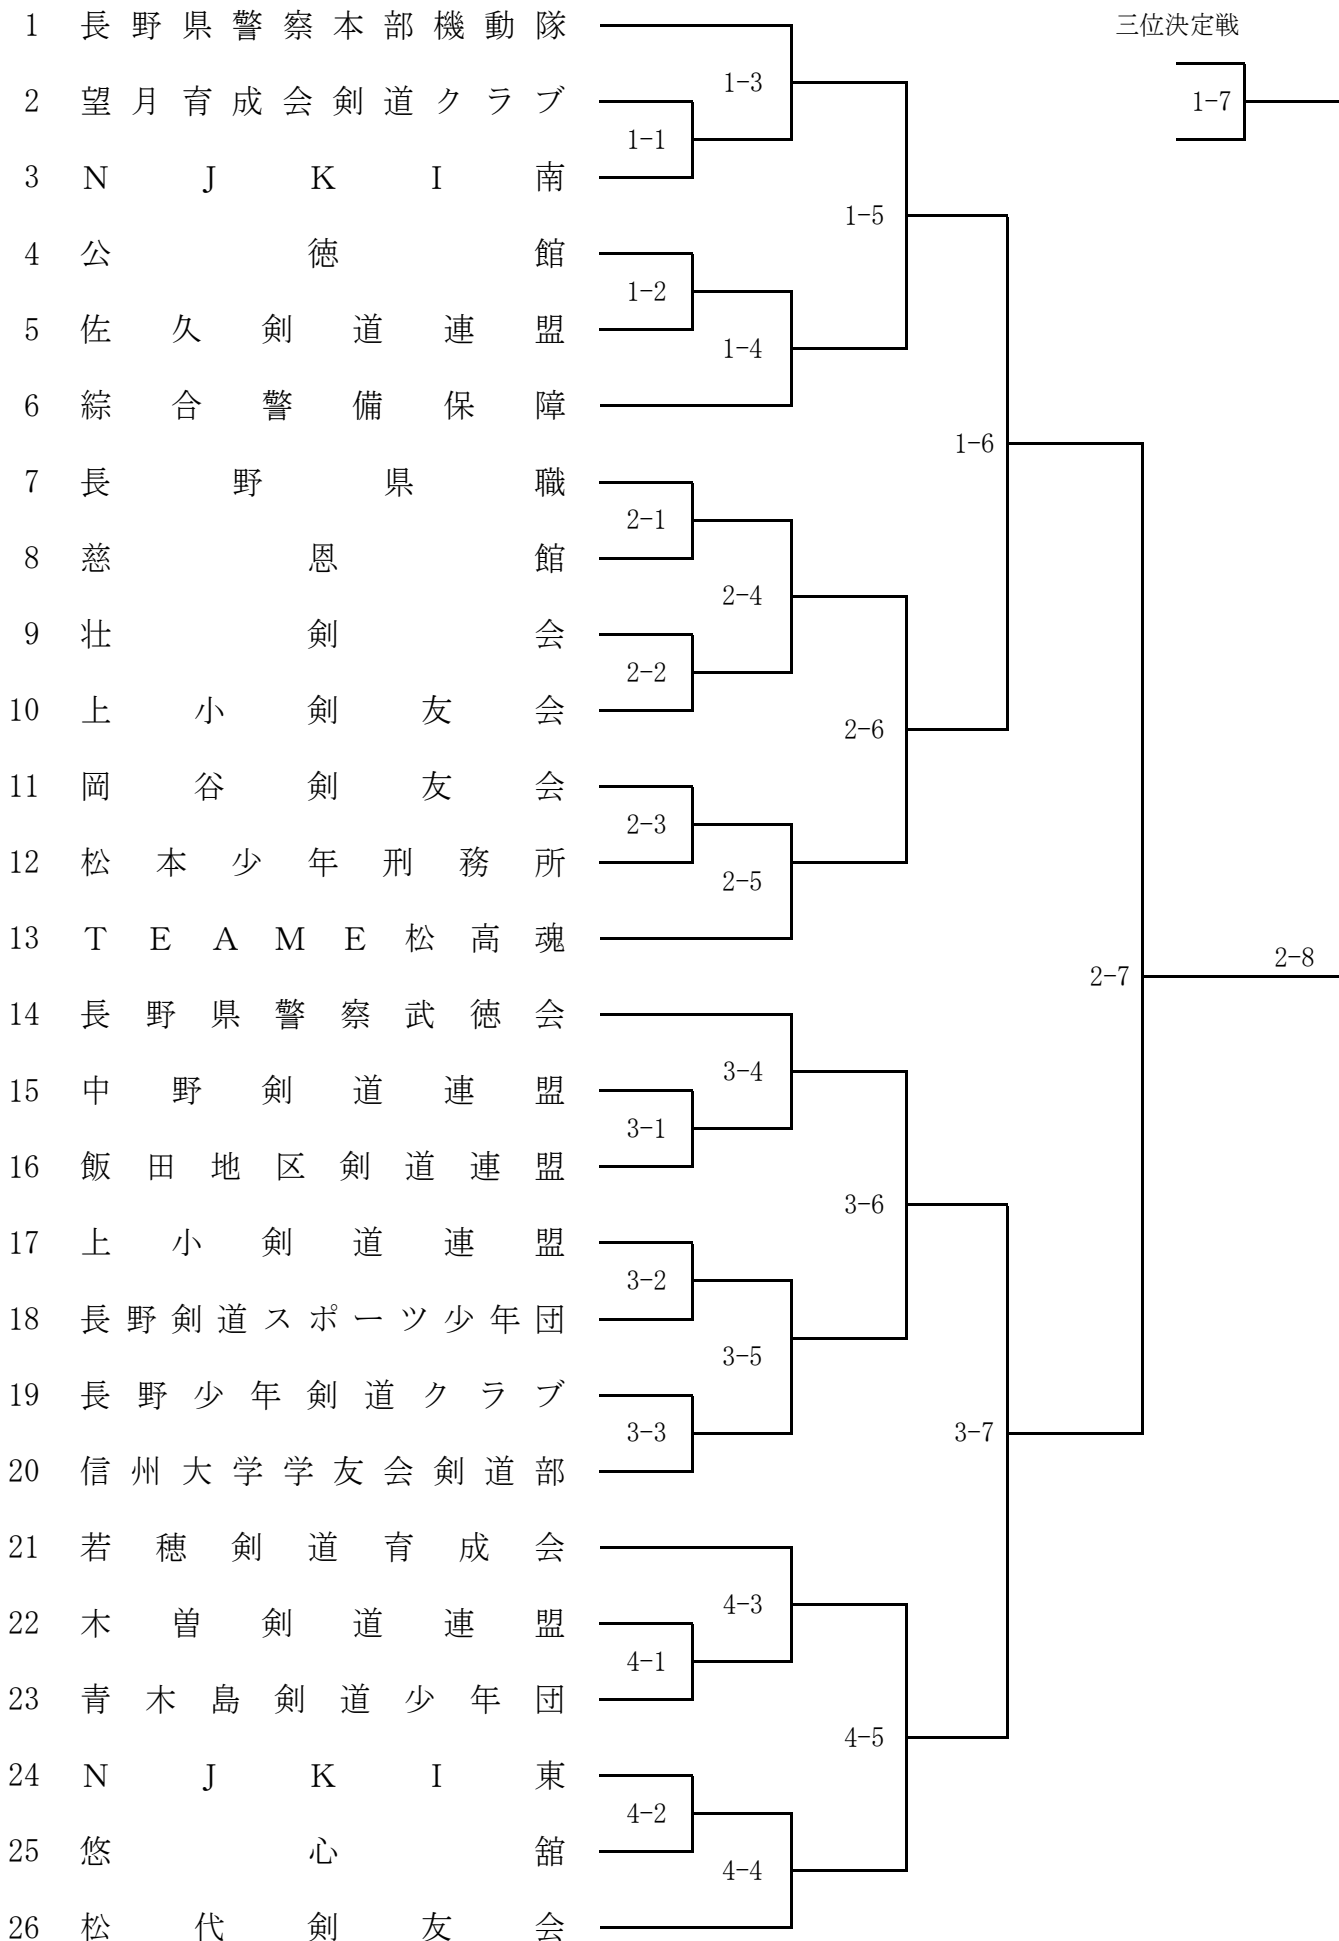 1 長野県警察本部機動隊
三位決定戦
1-3
2 望月育成会剣道クラブ
1-7
1-1
3 NJKI南
1-5
4 公徳館
1-2
5 佐久剣道連盟
1-4
6 綜合警備保障
1-6
7 長野県職
2-1
8 慈恩館
2-4
9 壮剣会
2-2
10 上小剣友会
2-6
11 岡谷剣友会
2-3
12 松本少年刑務所
2-5
13 TEAME松高魂
2-8
2-7
14 長野県警察武徳会
3-4
15 中野剣道連盟
3-1
16 飯田地区剣道連盟
3-6
17 上小剣道連盟
3-2
18 長野剣道スポーツ少年団
3-5
19 長野少年剣道クラブ
3-3
3-7
20 信州大学学友会剣道部
21 若穂剣道育成会
4-3
22 木曽剣道連盟
4-1
23 青木島剣道少年団
4-5
24 NJKI東
4-2
25 悠心舘
4-4
26 松代剣友会